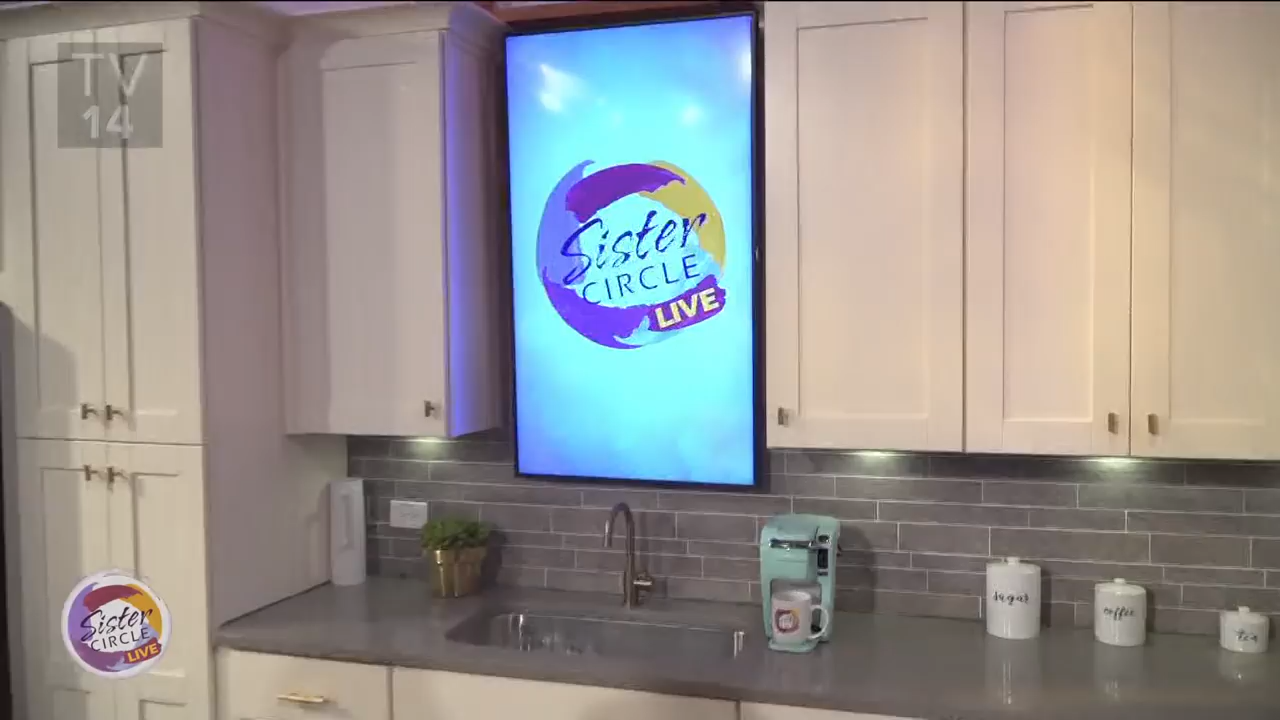 TV
14
Sister
CIRCLE
LIVE
sugar
coffee
tea
Sister
CIRCLE
LIVE